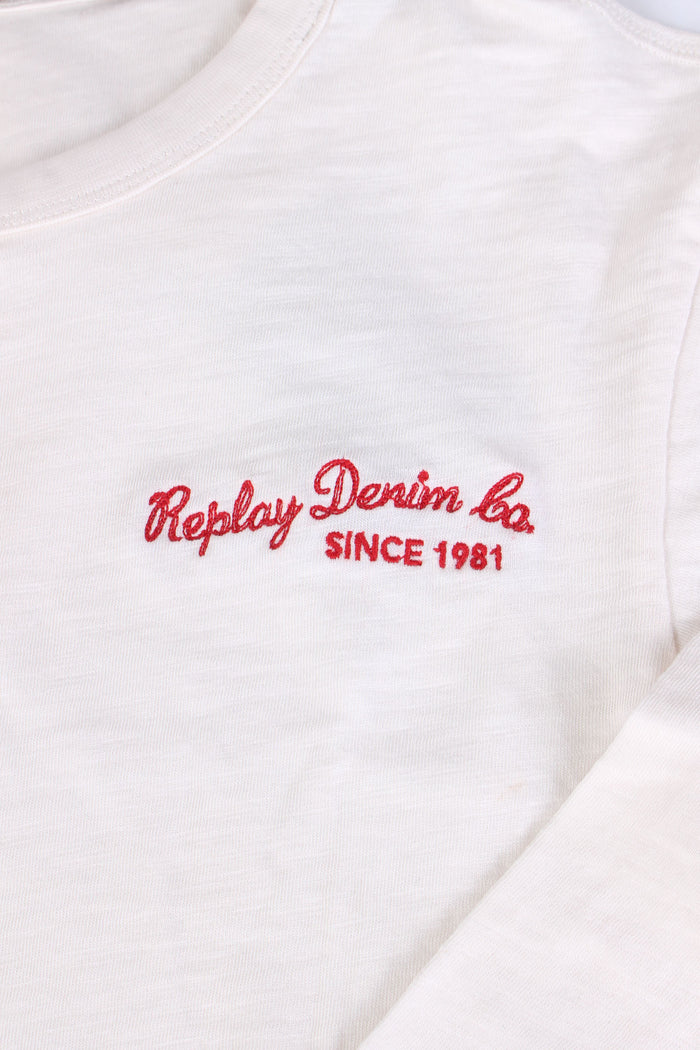 Replay Denim Co.
SINCE 1981